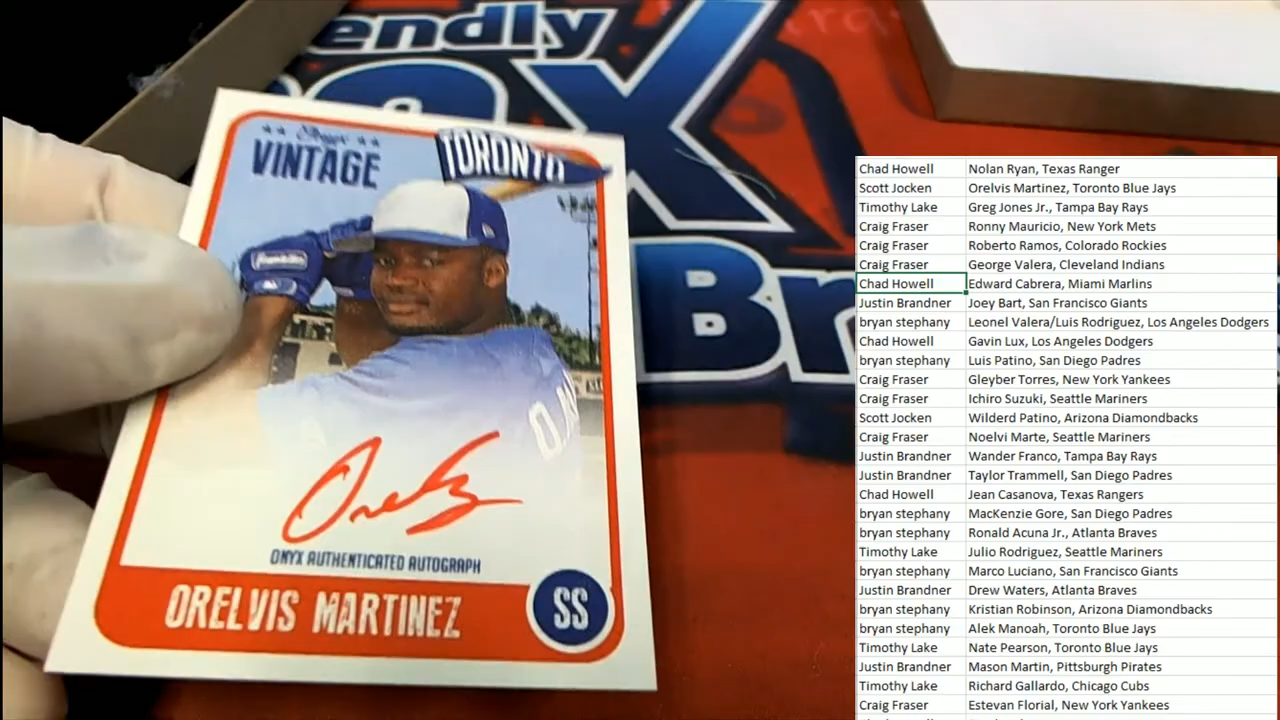 endly
OX
Br
Onyx
VINTAGE
TORONTO
Franklin
O.M
Orelvis
ONYX AUTHENTICATED AUTOGRAPH
ORELVIS MARTINEZ
SS
Chad Howell Nolan Ryan, Texas Ranger
Scott Jocken Orelvis Martinez, Toronto Blue Jays
Timothy Lake Greg Jones Jr., Tampa Bay Rays
Craig Fraser Ronny Mauricio, New York Mets
Craig Fraser Roberto Ramos, Colorado Rockies
Craig Fraser George Valera, Cleveland Indians
Chad Howell Edward Cabrera, Miami Marlins
Justin Brandner Joey Bart, San Francisco Giants
bryan stephany Leonel Valera/Luis Rodriguez, Los Angeles Dodgers
Chad Howell Gavin Lux, Los Angeles Dodgers
bryan stephany Luis Patino, San Diego Padres
Craig Fraser Gleyber Torres, New York Yankees
Craig Fraser Ichiro Suzuki, Seattle Mariners
Scott Jocken Wilderd Patino, Arizona Diamondbacks
Craig Fraser Noelvi Marte, Seattle Mariners
Justin Brandner Wander Franco, Tampa Bay Rays
Justin Brandner Taylor Trammell, San Diego Padres
Chad Howell Jean Casanova, Texas Rangers
bryan stephany MacKenzie Gore, San Diego Padres
bryan stephany Ronald Acuna Jr., Atlanta Braves
Timothy Lake Julio Rodriguez, Seattle Mariners
bryan stephany Marco Luciano, San Francisco Giants
Justin Brandner Drew Waters, Atlanta Braves
bryan stephany Kristian Robinson, Arizona Diamondbacks
bryan stephany Alek Manoah, Toronto Blue Jays
Timothy Lake Nate Pearson, Toronto Blue Jays
Justin Brandner Mason Martin, Pittsburgh Pirates
Timothy Lake Richard Gallardo, Chicago Cubs
Craig Fraser Estevan Florial, New York Yankees